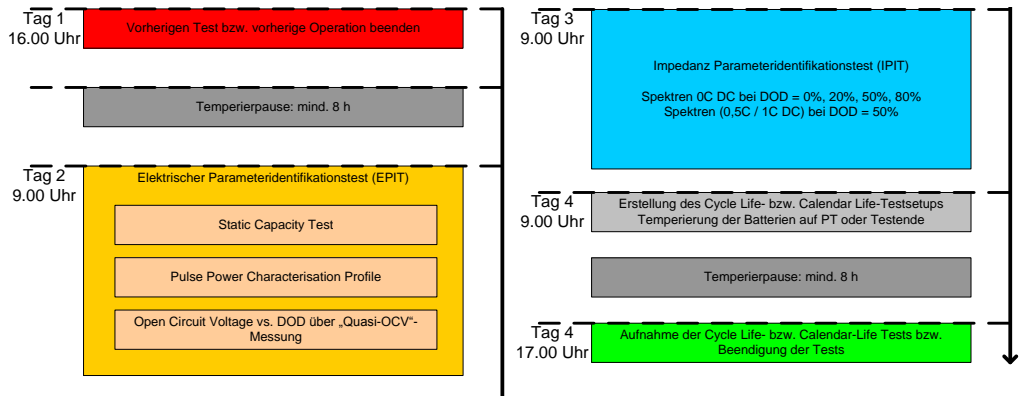 Tag 1
16.00 Uhr
Vorherigen Test bzw. vorherige Operation beenden
Temperierpause: mind. 8 h
Tag 2
9.00 Uhr
Elektrischer Parameteridentifikationstest (EPIT)
Static Capacity Test
Pulse Power Characterisation Profile
Open Circuit Voltage vs. DOD über „Quasi-OCV“-
Messung
Tag 3
9.00 Uhr
Impedanz Parameteridentifikationstest (IPIT)
Spektren 0C DC bei DOD = 0%, 20%, 50%, 80%
Spektren (0,5C / 1C DC) bei DOD = 50%
Tag 4
9.00 Uhr
Erstellung des Cycle Life- bzw. Calendar Life-Testsetups
Temperierung der Batterien auf PT oder Testende
Temperierpause: mind. 8 h
Tag 4
17.00 Uhr
Aufnahme der Cycle Life- bzw. Calendar-Life Tests bzw.
Beendigung der Tests